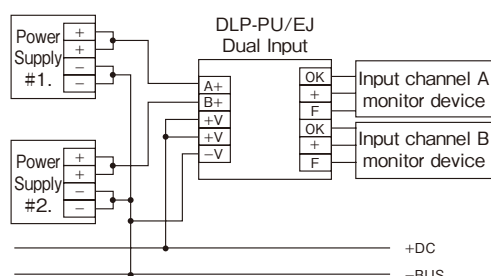 DLP-PU/EJ
Dual Input
Power
Supply
#1.
+
+
−
−
A+
B+
+V
+V
−V
OK
+
F
OK
+
F
Input channel A
monitor device
Input channel B
monitor device
Power
Supply
#2.
+
+
−
−
+DC
−BUS